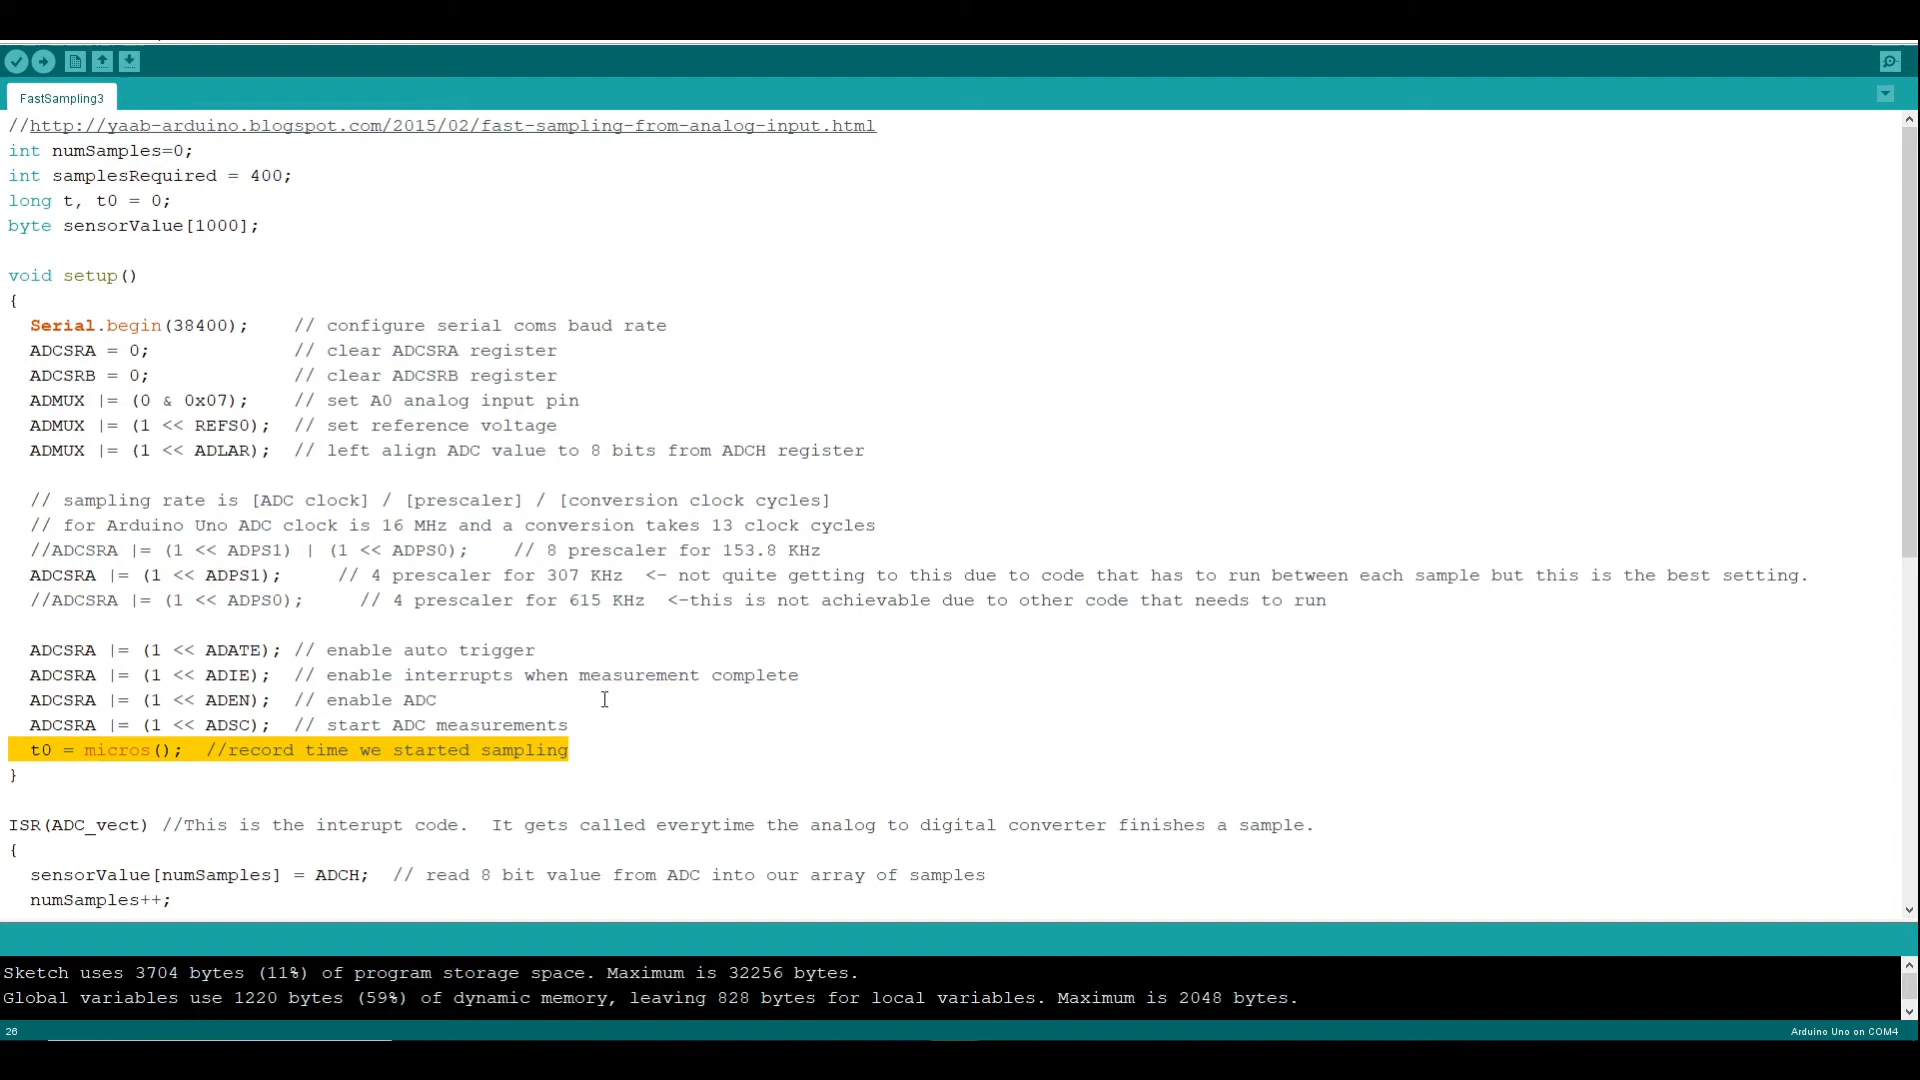 FastSampling3
//http://yaab-arduino.blogspot.com/2015/02/fast-sampling-from-analog-input.html
int numSamples=0;
int samplesRequired = 400;
long t, t0 = 0;
byte sensorValue[1000];
void setup()
{
Serial.begin(38400); // configure serial coms baud rate
ADCSRA = 0; // clear ADCSRA register
ADCSRB = 0; // clear ADCSRB register
ADMUX |= (0 & 0x07); // set A0 analog input pin
ADMUX |= (1 << REFS0); // set reference voltage
ADMUX |= (1 << ADLAR); // left align ADC value to 8 bits from ADCH register
// sampling rate is [ADC clock] / [prescaler] / [conversion clock cycles]
// for Arduino Uno ADC clock is 16 MHz and a conversion takes 13 clock cycles
//ADCSRA |= (1 << ADPS1) | (1 << ADPS0); // 8 prescaler for 153.8 KHz
ADCSRA |= (1 << ADPS1); // 4 prescaler for 307 KHz <- not quite getting to this due to code that has to run between each sample but this is the best setting.
//ADCSRA |= (1 << ADPS0); // 4 prescaler for 615 KHz <-this is not achievable due to other code that needs to run
ADCSRA |= (1 << ADATE); // enable auto trigger
ADCSRA |= (1 << ADIE); // enable interrupts when measurement complete
ADCSRA |= (1 << ADEN); // enable ADC
ADCSRA |= (1 << ADSC); // start ADC measurements
t0 = micros(); //record time we started sampling
}
ISR(ADC_vect) //This is the interupt code. It gets called everytime the analog to digital converter finishes a sample.
{
sensorValue[numSamples] = ADCH; // read 8 bit value from ADC into our array of samples
numSamples++;
Sketch uses 3704 bytes (11%) of program storage space. Maximum is 32256 bytes.
Global variables use 1220 bytes (59%) of dynamic memory, leaving 828 bytes for local variables. Maximum is 2048 bytes.
26
Arduino Uno on COM4